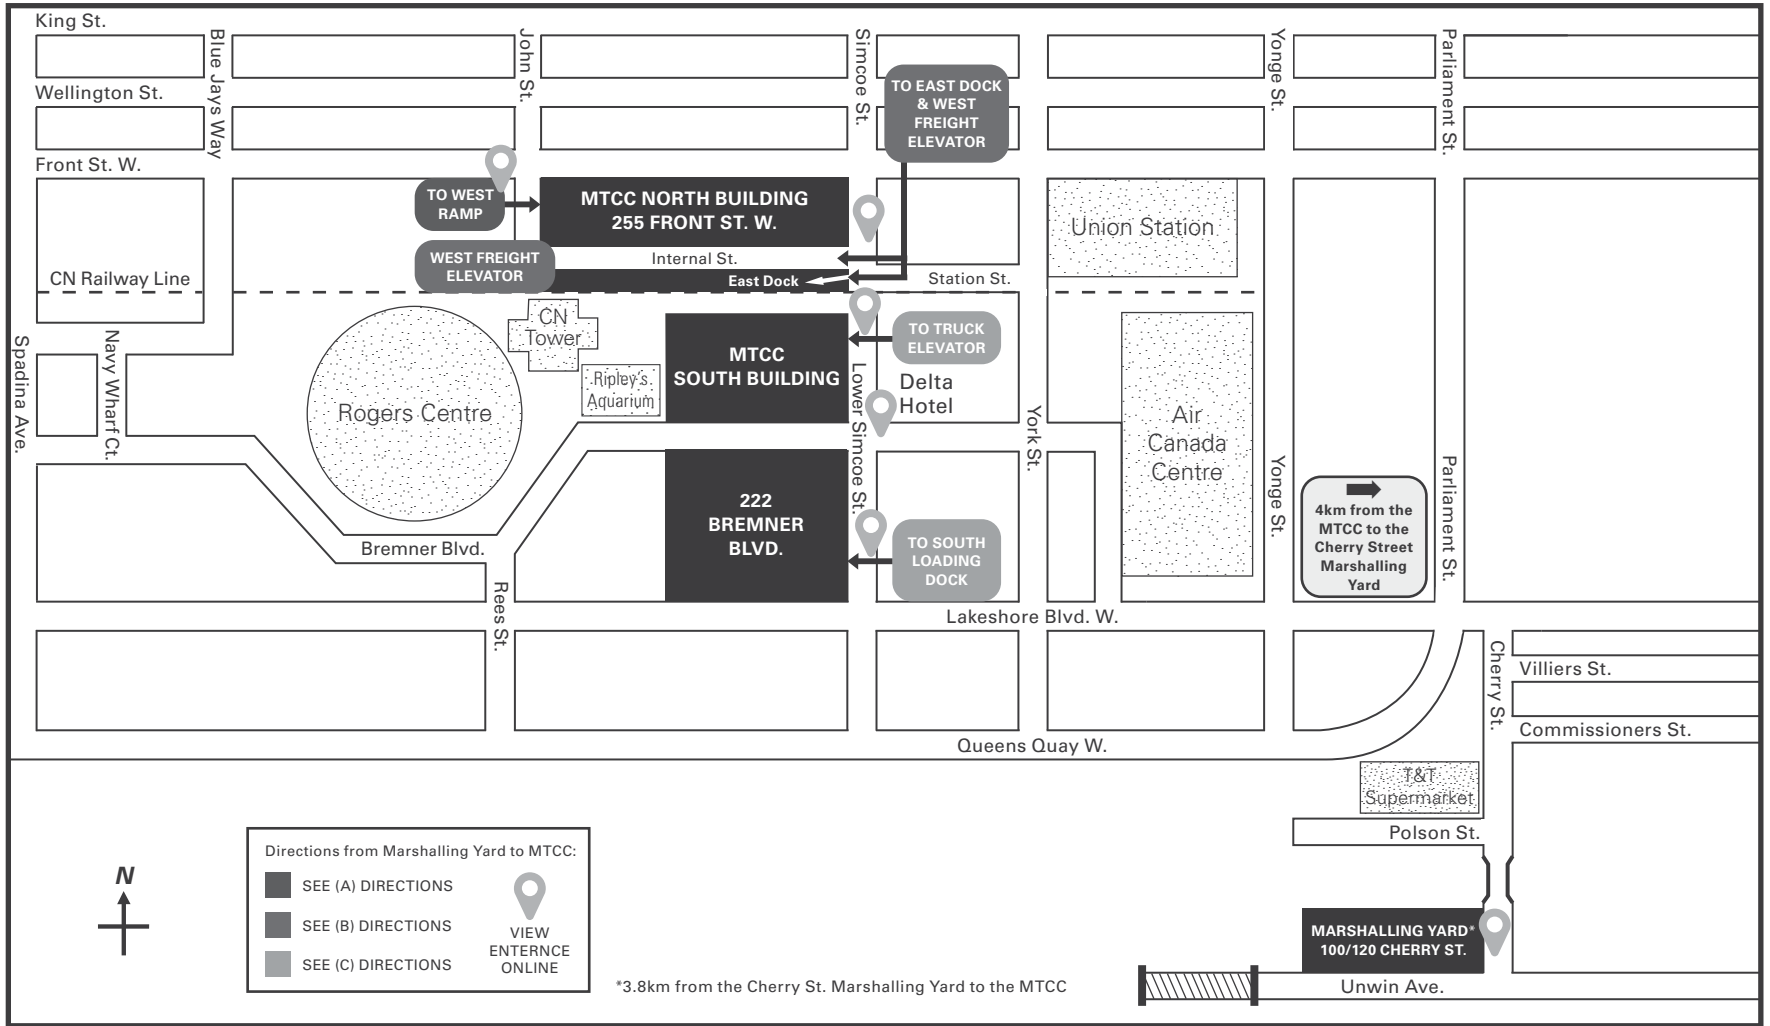 King St.
Blue Jays Way
John St.
Simcoe St.
Yonge St.
Parliament St.
Wellington St.
TO EAST DOCK
& WEST
FREIGHT
ELEVATOR
Front St. W.
TO WEST
RAMP
MTCC NORTH BUILDING
255 FRONT ST. W.
Union Station
WEST FREIGHT
ELEVATOR
Internal St.
CN Railway Line
East Dock
Station St.
CN
Tower
TO TRUCK
ELEVATOR
Spadina Ave.
Navy Wharf Ct.
MTCC
SOUTH BUILDING
Ripley's
Aquarium
Rogers Centre
Lower Simcoe St.
Delta
Hotel
York St.
Air
Canada
Centre
Yonge St.
Parliament St.
4km from the
MTCC to the
Cherry Street
Marshalling
Yard
222
BREMNER
BLVD.
TO SOUTH
LOADING
DOCK
Bremner Blvd.
Rees St.
Lakeshore Blvd. W.
Cherry St.
Villiers St.
Commissioners St.
Queens Quay W.
T&T
Supermarket
Polson St.
Directions from Marshalling Yard to MTCC:
SEE (A) DIRECTIONS
SEE (B) DIRECTIONS
SEE (C) DIRECTIONS
VIEW
ENTERNCE
ONLINE
N
MARSHALLING YARD*
100/120 CHERRY ST.
*3.8km from the Cherry St. Marshalling Yard to the MTCC
Unwin Ave.